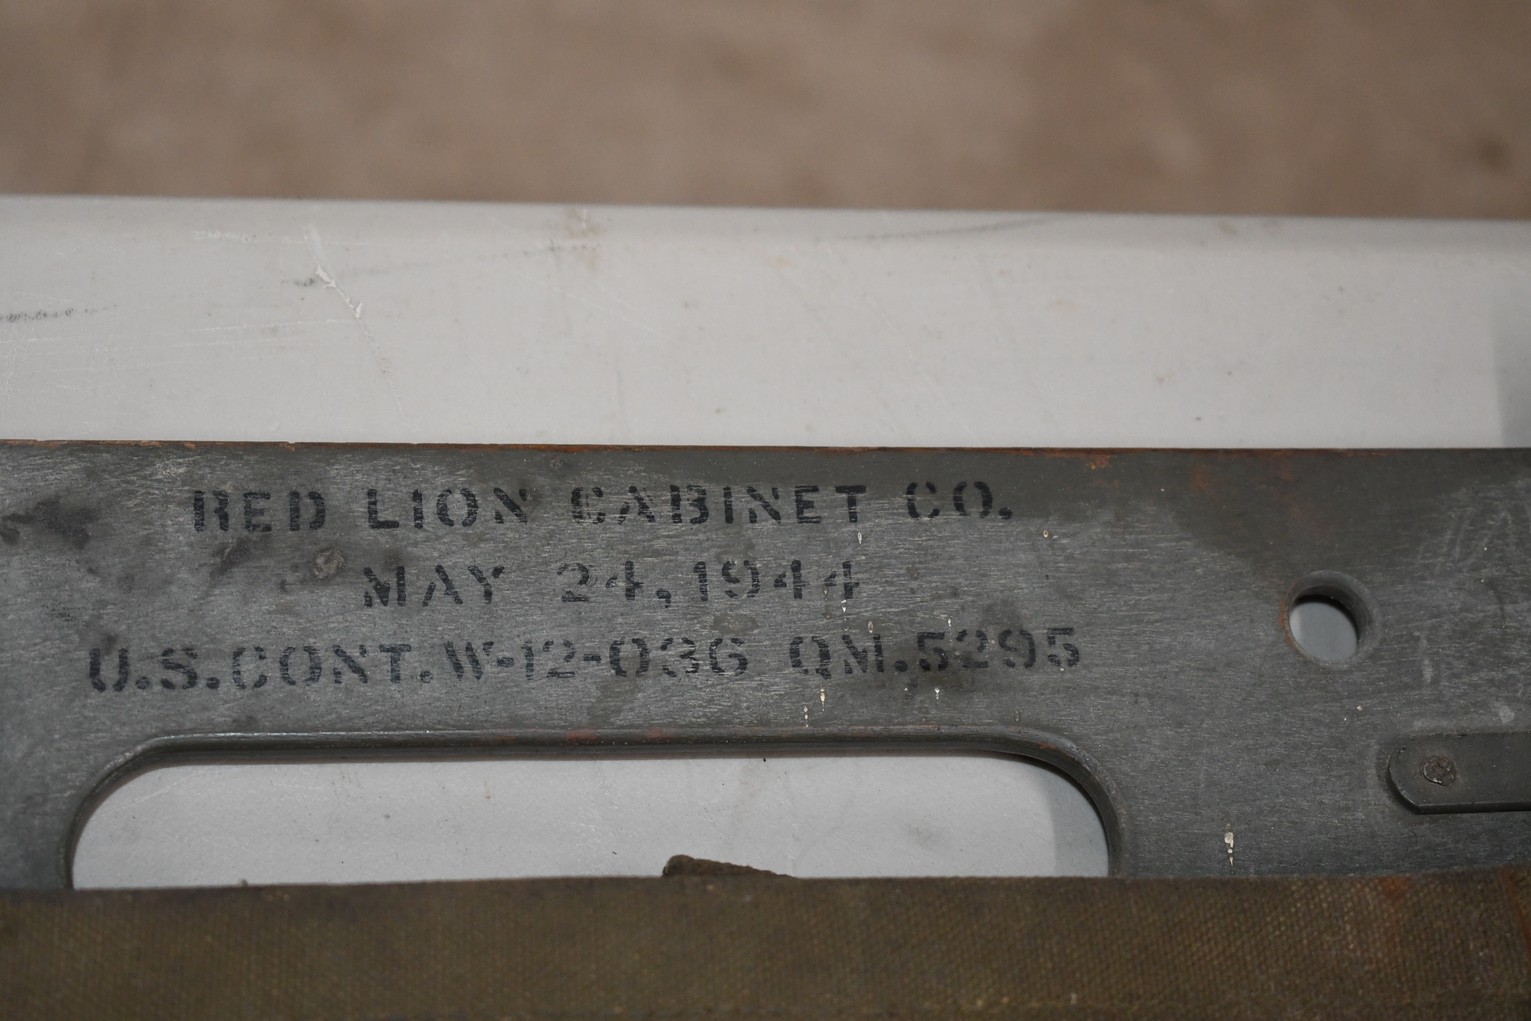 RED LION CABINET CO.
MAY 24, 1944
U.S. CONT. W-12-036 QM. 5295